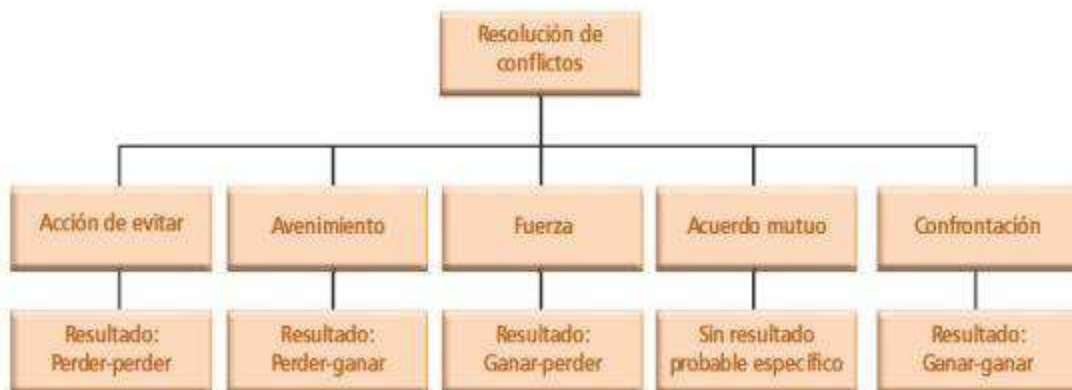 Resolución de
conflictos
Acción de evitar
Avenimiento
Fuerza
Acuerdo mutuo
Confrontación
Resultado:
Perder-perder
Resultado:
Perder-ganar
Resultado:
Ganar-perder
Sin resultado
probable específico
Resultado:
Ganar-ganar